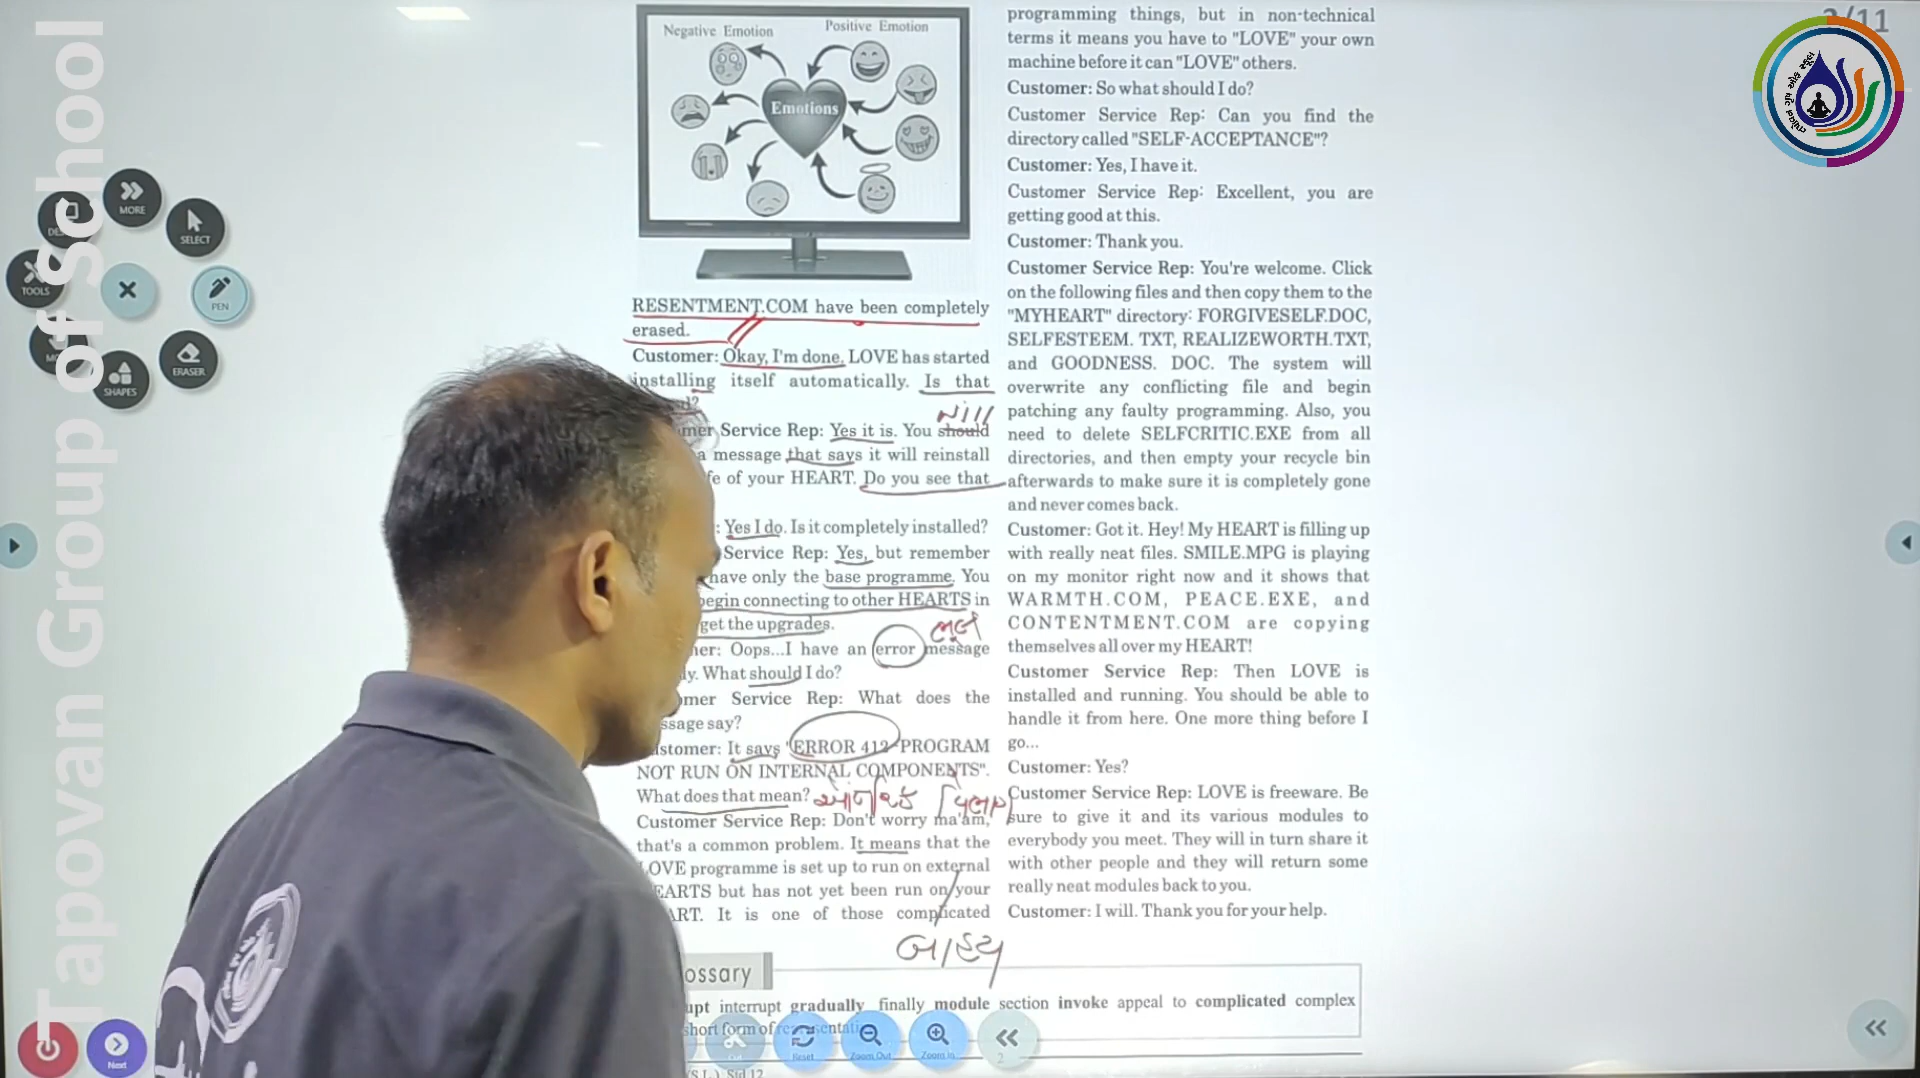 Tapovan Group of School
MORE
SELECT
TOOLS
PEN
ERASER
SHAPES
Negative Emotion
Positive Emotion
Emotions
RESENTMENT.COM have been completely
erased.
Customer: Okay, I'm done. LOVE has started
installing itself automatically. Is that
Service Rep: Yes it is. You should
a message that says it will reinstall
of your HEART. Do you see that
: Yes I do. Is it completely installed?
Service Rep: Yes, but remember
have only the base programme. You
connecting to other HEARTS in
get the upgrades.
ભૂલ
Oops...I have an error message
What should I do?
Service Rep: What does the
say?
It says "ERROR 412-PROGRAM
NOT RUN ON INTERNAL COMPONENTS".
What does that mean?
Customer Service Rep: Don't worry ma'am,
that's a common problem. It means that the
LOVE programme is set up to run on external
but has not yet been run on your
It is one of those complicated
બાહ્ય
programming things, but in non-technical
terms it means you have to "LOVE" your own
machine before it can "LOVE" others.
Customer: So what should I do?
Customer Service Rep: Can you find the
directory called "SELF-ACCEPTANCE"?
Customer: Yes, I have it.
Customer Service Rep: Excellent, you are
getting good at this.
Customer: Thank you.
Customer Service Rep: You're welcome. Click
on the following files and then copy them to the
"MYHEART" directory: FORGIVESELF.DOC,
SELFESTEEM. TXT, REALIZEWORTH.TXT,
and GOODNESS. DOC. The system will
overwrite any conflicting file and begin
patching any faulty programming. Also, you
need to delete SELFCRITIC.EXE from all
directories, and then empty your recycle bin
afterwards to make sure it is completely gone
and never comes back.
Customer: Got it. Hey! My HEART is filling up
with really neat files. SMILE.MPG is playing
on my monitor right now and it shows that
WARMTH.COM, PEACE.EXE, and
CONTENTMENT.COM are copying
themselves all over my HEART!
Customer Service Rep: Then LOVE is
installed and running. You should be able to
handle it from here. One more thing before I
go...
Customer: Yes?
Customer Service Rep: LOVE is freeware. Be
sure to give it and its various modules to
everybody you meet. They will in turn share it
with other people and they will return some
really neat modules back to you.
Customer: I will. Thank you for your help.
interrupt gradually finally module section invoke appeal to complicated complex
short form of
Next
Reset
Zoom Out
Zoom In
2
(S.L.) Std 12